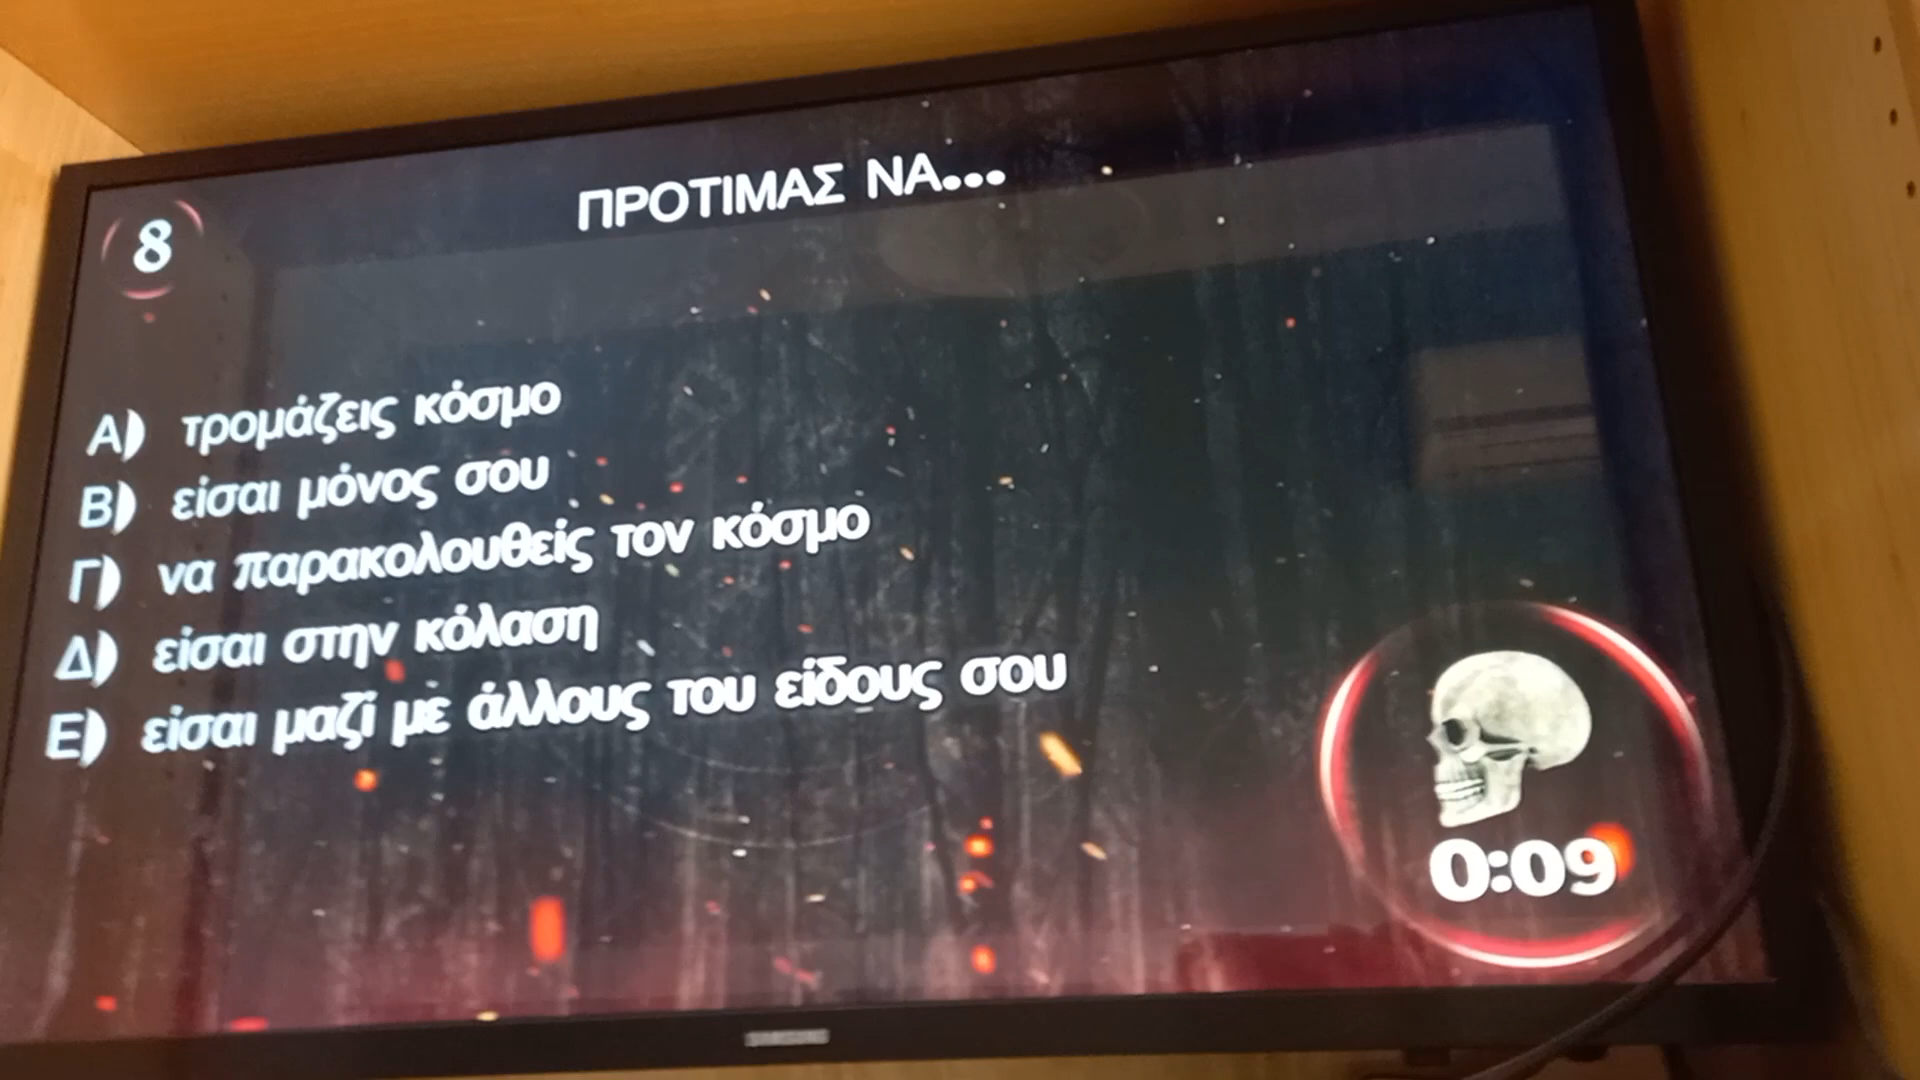 8
ΠΡΟΤΙΜΑΣ ΝΑ...
Α) τρομάζεις κόσμο
Β) είσαι μόνος σου
Γ) να παρακολουθείς τον κόσμο
Δ) είσαι στην κόλαση
Ε) είσαι μαζί με άλλους του είδους σου
0:09
SAMSUNG